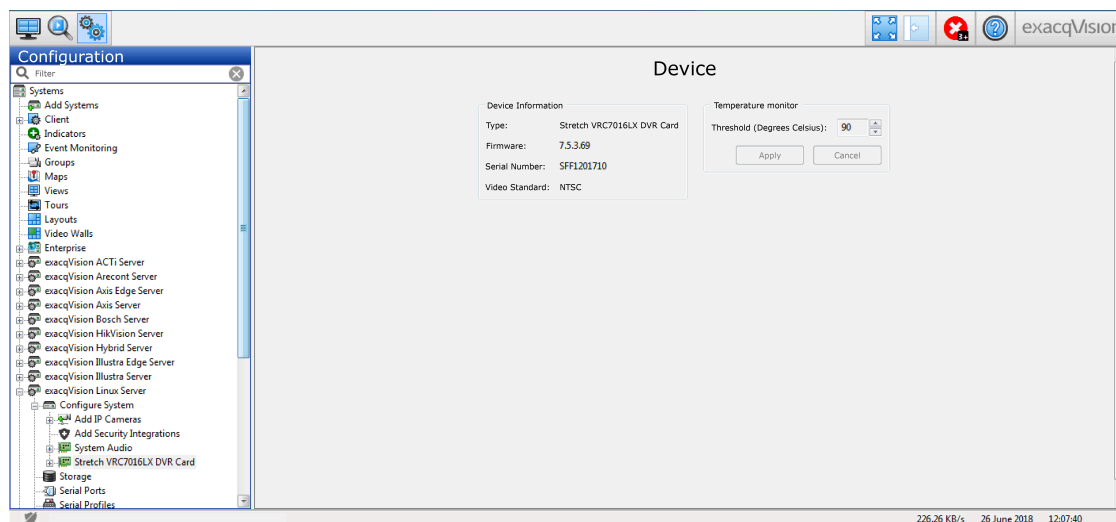 exacqVision
3+
Configuration
Filter
Systems
Add Systems
Client
Indicators
Event Monitoring
Groups
Maps
Views
Tours
Layouts
Video Walls
Enterprise
exacqVision ACTi Server
exacqVision Arecont Server
exacqVision Axis Edge Server
exacqVision Axis Server
exacqVision Bosch Server
exacqVision HikVision Server
exacqVision Hybrid Server
exacqVision Illustra Edge Server
exacqVision Illustra Server
exacqVision Linux Server
Configure System
Add IP Cameras
Add Security Integrations
System Audio
Stretch VRC7016LX DVR Card
Storage
Serial Ports
Serial Profiles
Device
Device Information
Type: Stretch VRC7016LX DVR Card
Firmware: 7.5.3.69
Serial Number: SFF1201710
Video Standard: NTSC
Temperature monitor
Threshold (Degrees Celsius): 90
Apply Cancel
226.26 KB/s 26 June 2018 12:07:40